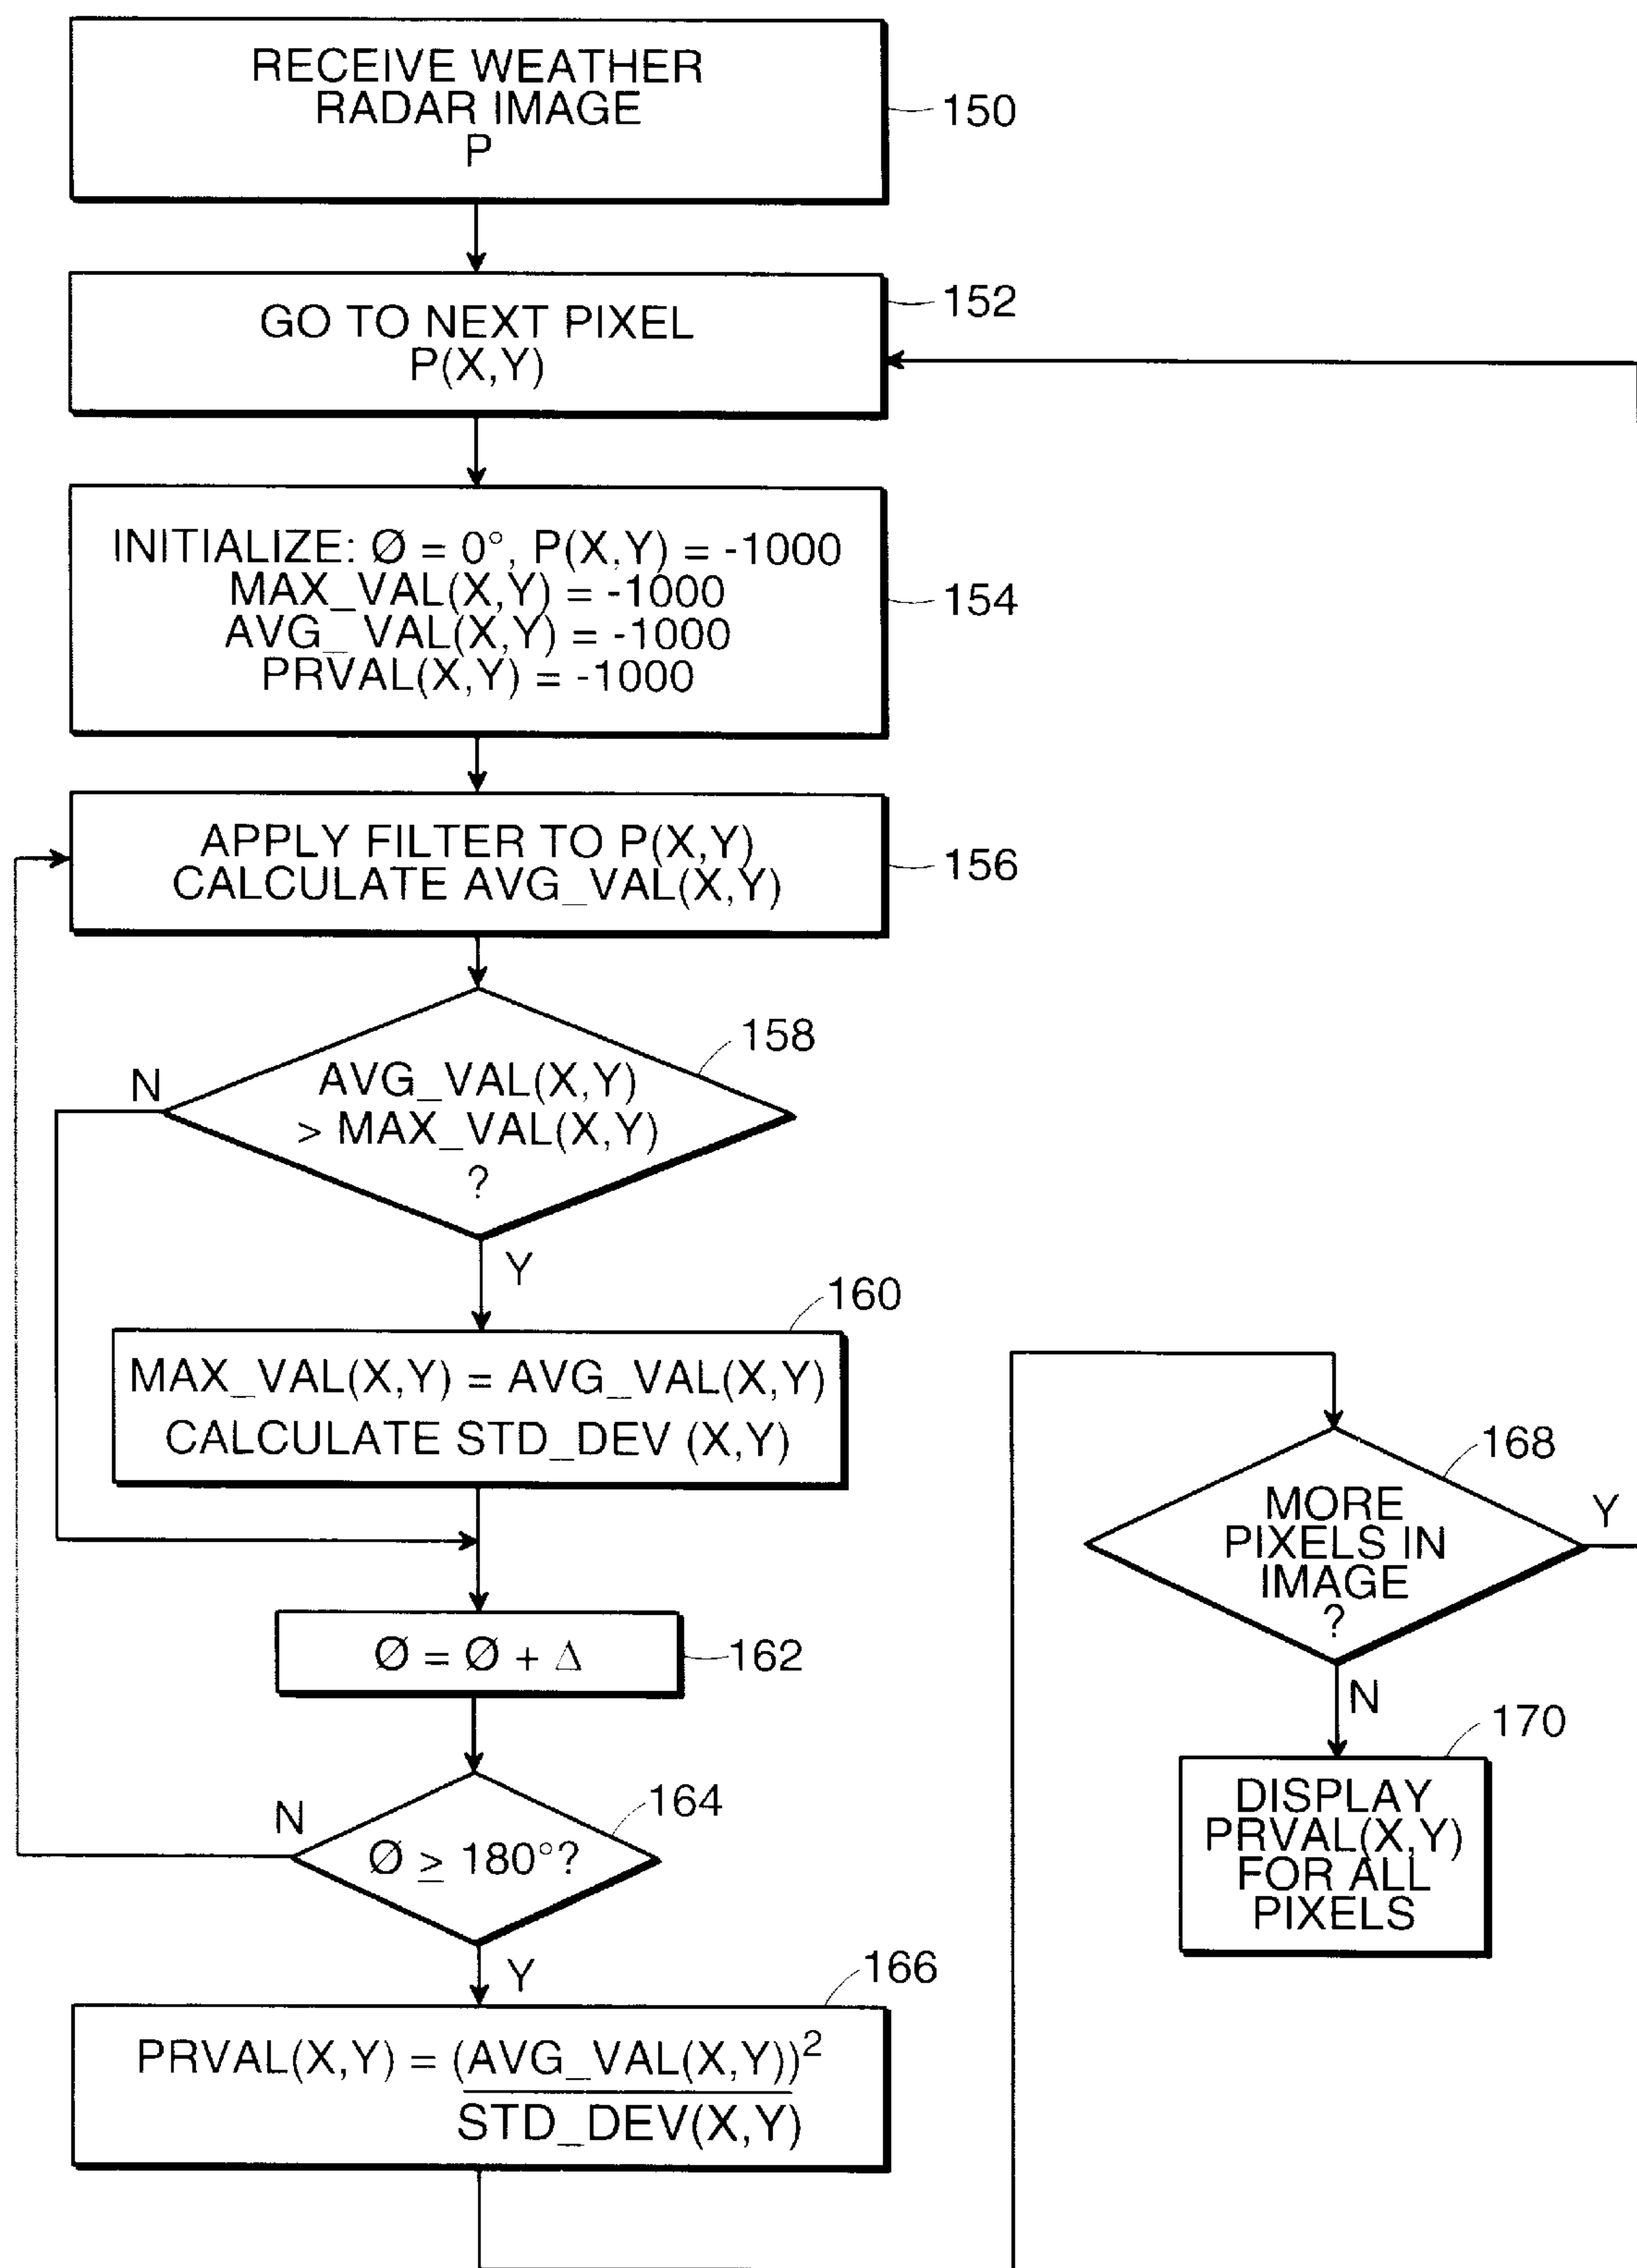 RECEIVE WEATHER
RADAR IMAGE
P
150
GO TO NEXT PIXEL
P(X,Y)
152
INITIALIZE: Ø = 0°, P(X,Y) = -1000
MAX_VAL(X,Y) = -1000
AVG_VAL(X,Y) = -1000
PRVAL(X,Y) = -1000
154
APPLY FILTER TO P(X,Y)
CALCULATE AVG_VAL(X,Y)
156
158
N
AVG_VAL(X,Y)
> MAX_VAL(X,Y)
?
Y
160
MAX_VAL(X,Y) = AVG_VAL(X,Y)
CALCULATE STD_DEV (X,Y)
Ø = Ø + Δ
162
164
N
Ø ≥ 180°?
Y
166
PRVAL(X,Y) = (AVG_VAL(X,Y))²
STD_DEV(X,Y)
168
MORE
PIXELS IN
IMAGE
?
Y
N
170
DISPLAY
PRVAL(X,Y)
FOR ALL
PIXELS